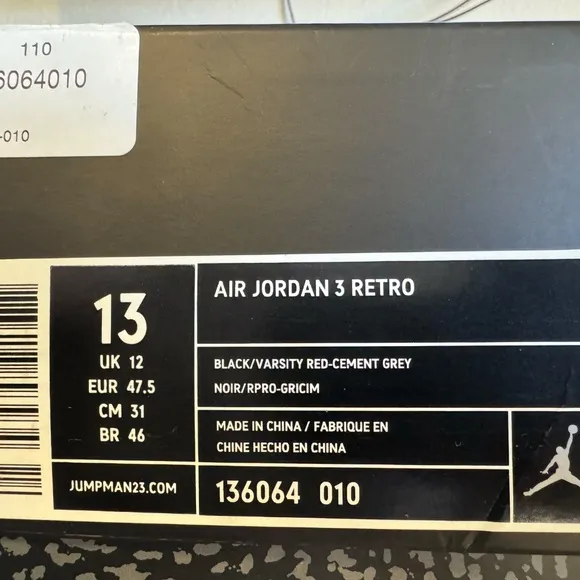 110
6064010
-010
13
UK 12
EUR 47.5
CM 31
BR 46
JUMPMAN23.COM
AIR JORDAN 3 RETRO
BLACK/VARSITY RED-CEMENT GREY
NOIR/RPRO-GRICIM
MADE IN CHINA / FABRIQUE EN
CHINE HECHO EN CHINA
136064 010